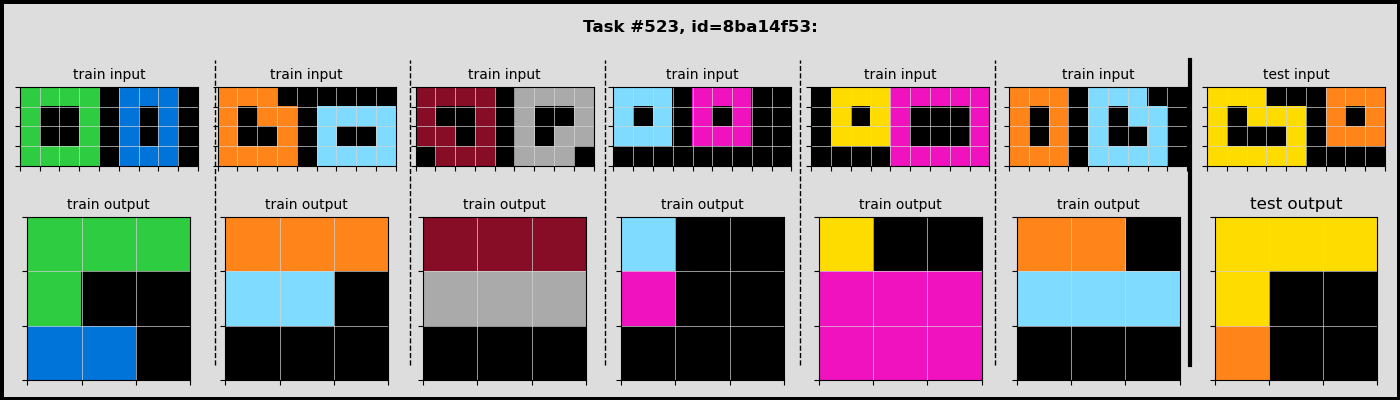 Task #523, id=8ba14f53:
train input train input train input train input train input train input test input
train output train output train output train output train output train output test output